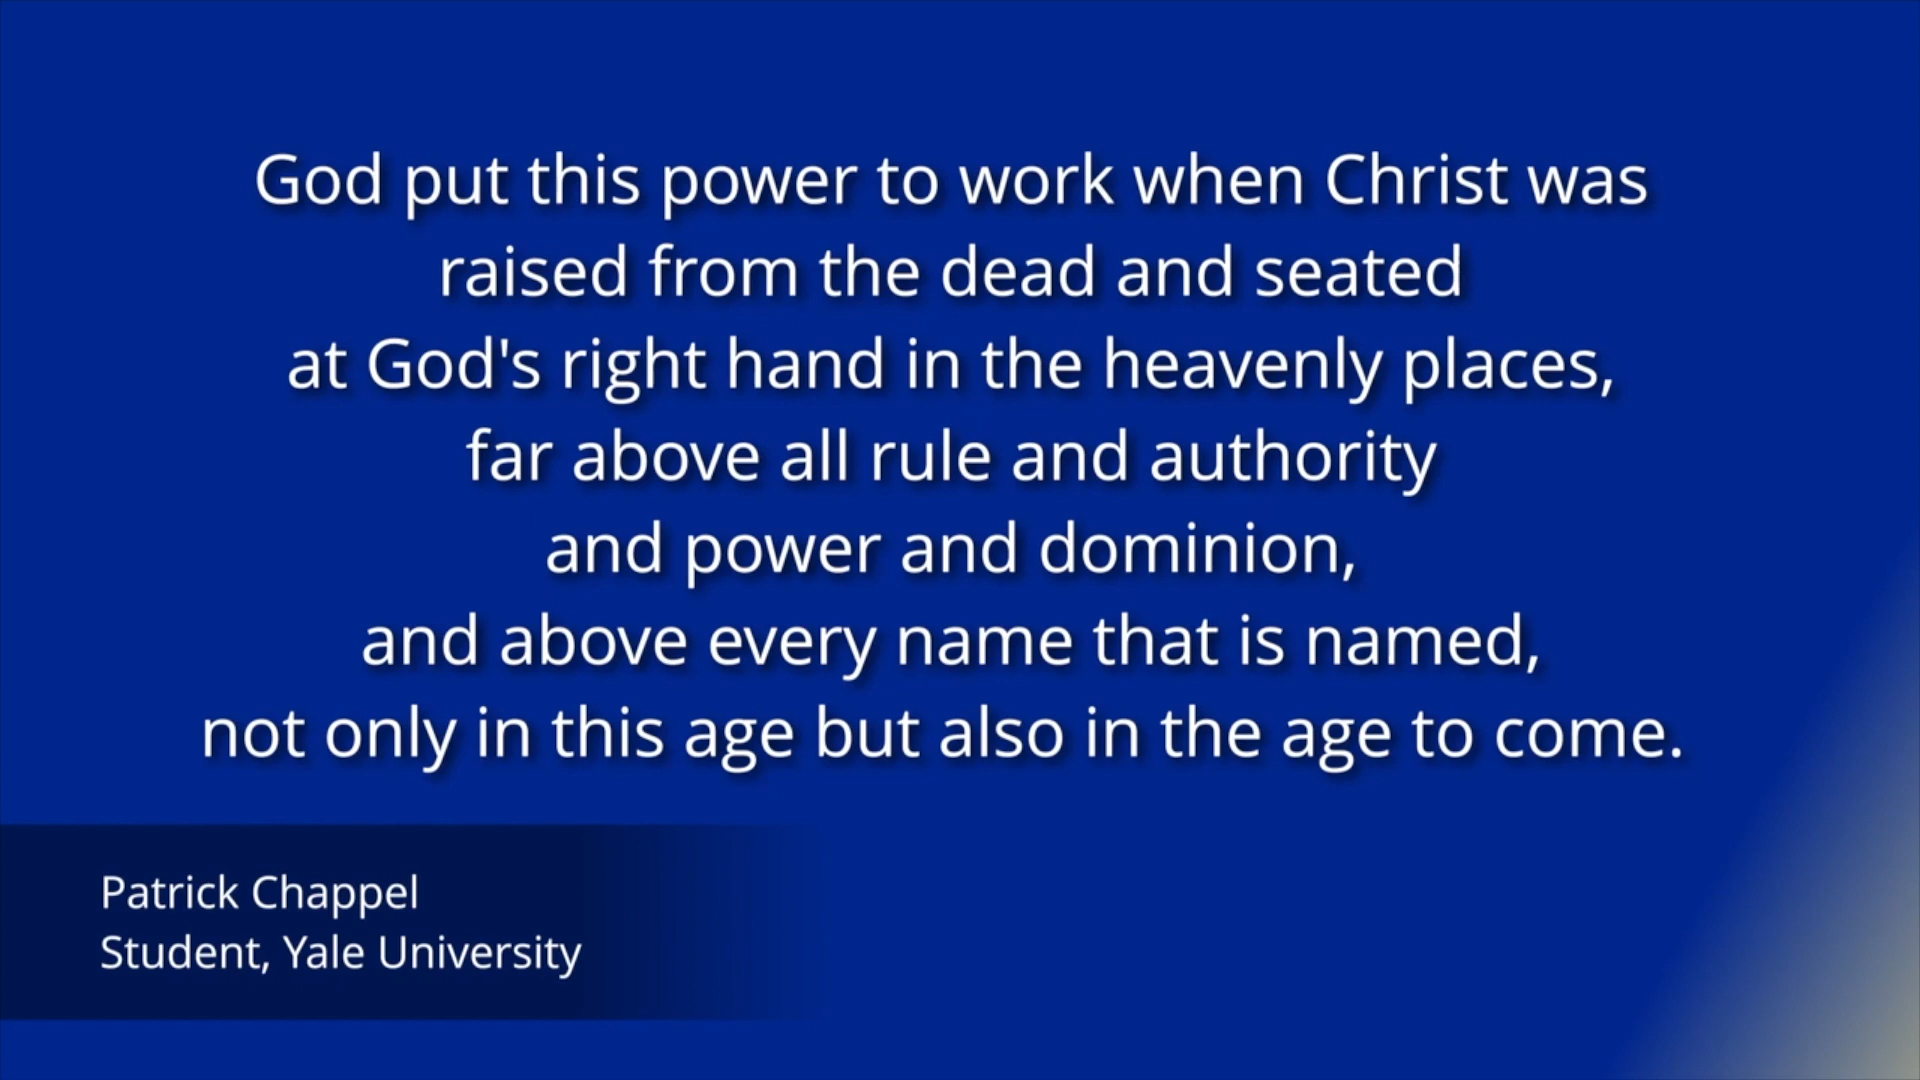 God put this power to work when Christ was
raised from the dead and seated
at God's right hand in the heavenly places,
far above all rule and authority
and power and dominion,
and above every name that is named,
not only in this age but also in the age to come.
Patrick Chappel
Student, Yale University